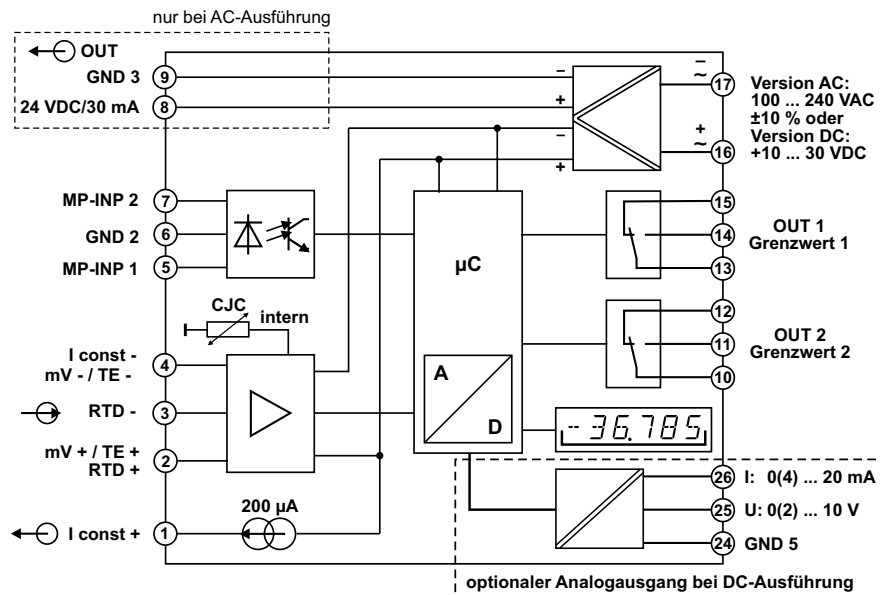 nur bei AC-Ausführung
OUT
GND 3
9
24 VDC/30 mA
8
–
+
–
+
–
~
17
+
~
16
Version AC:
100 ... 240 VAC
±10 % oder
Version DC:
+10 ... 30 VDC
MP-INP 2
7
GND 2
6
MP-INP 1
5
µC
15
14
13
OUT 1
Grenzwert 1
CJC
intern
12
11
10
OUT 2
Grenzwert 2
I const -
mV - / TE -
4
RTD -
3
mV + / TE +
RTD +
2
A
D
-36.785
200 µA
I const +
1
26
I: 0(4) ... 20 mA
25
U: 0(2) ... 10 V
24
GND 5
optionaler Analogausgang bei DC-Ausführung